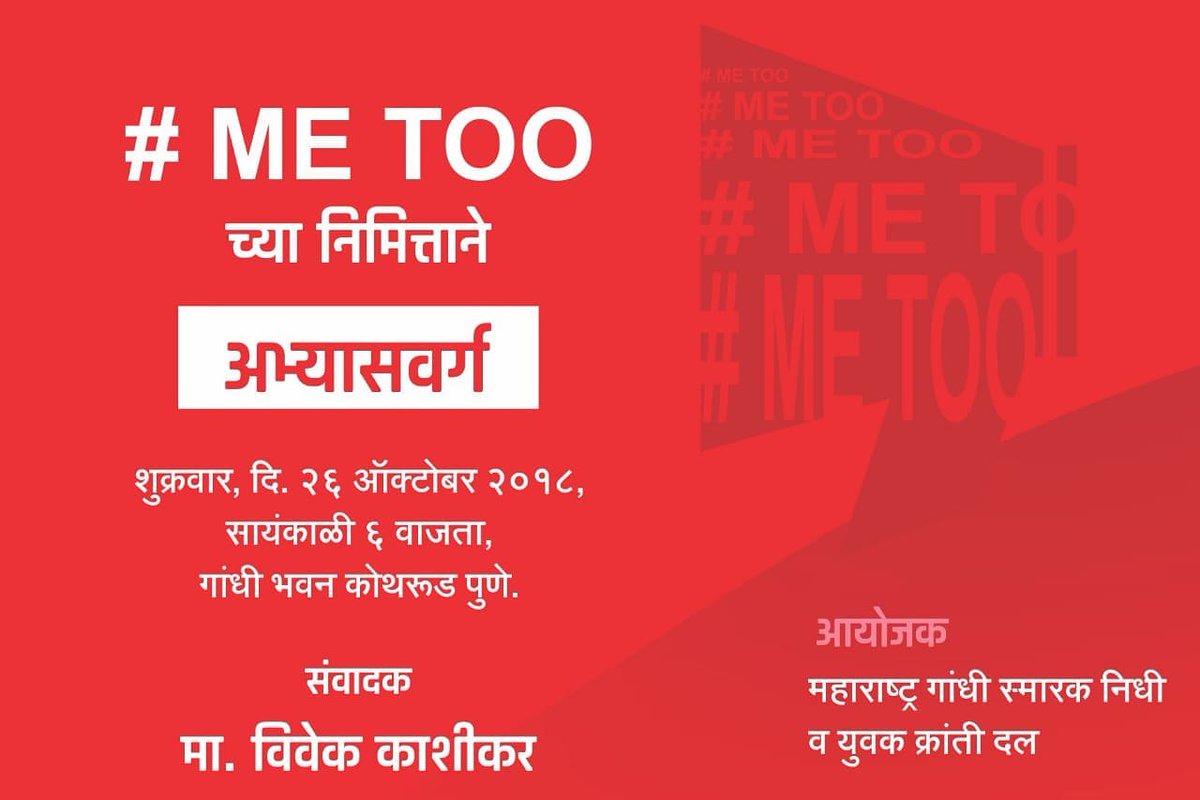 # ME TOO
च्या निमित्ताने
अभ्यासवर्ग
शुक्रवार, दि. २६ ऑक्टोबर २०१८,
सायंकाळी ६ वाजता,
गांधी भवन कोथरूड पुणे.
संवादक
मा. विवेक काशीकर
# ME TOO
# ME TOO
# ME TOO
# ME TO
# ME TOO
आयोजक
महाराष्ट्र गांधी स्मारक निधी
व युवक क्रांती दल